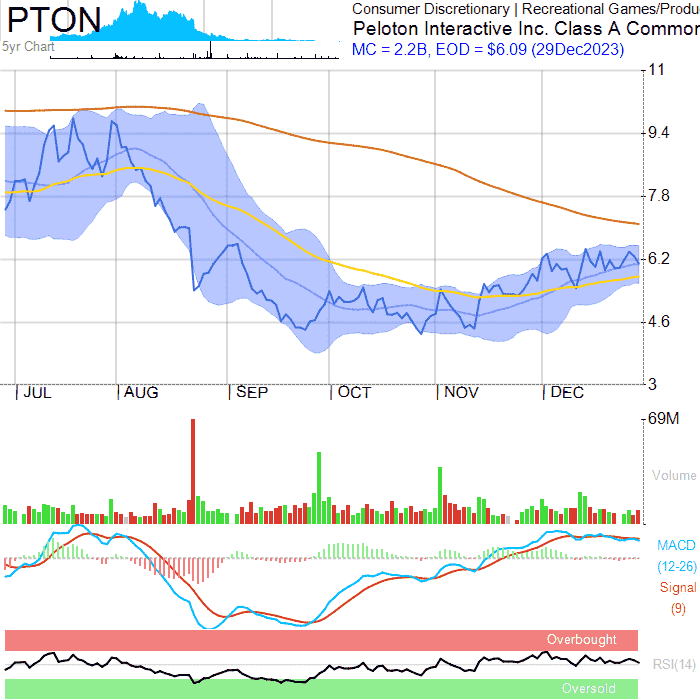 PTON
5yr Chart
Consumer Discretionary | Recreational Games/Produ
Peloton Interactive Inc. Class A Common
MC = 2.2B, EOD = $6.09 (29Dec2023)
11
9.4
7.8
6.2
4.6
3
JUL AUG SEP OCT NOV DEC
69M
Volume
MACD
(12-26)
Signal
(9)
Overbought
RSI(14)
Oversold